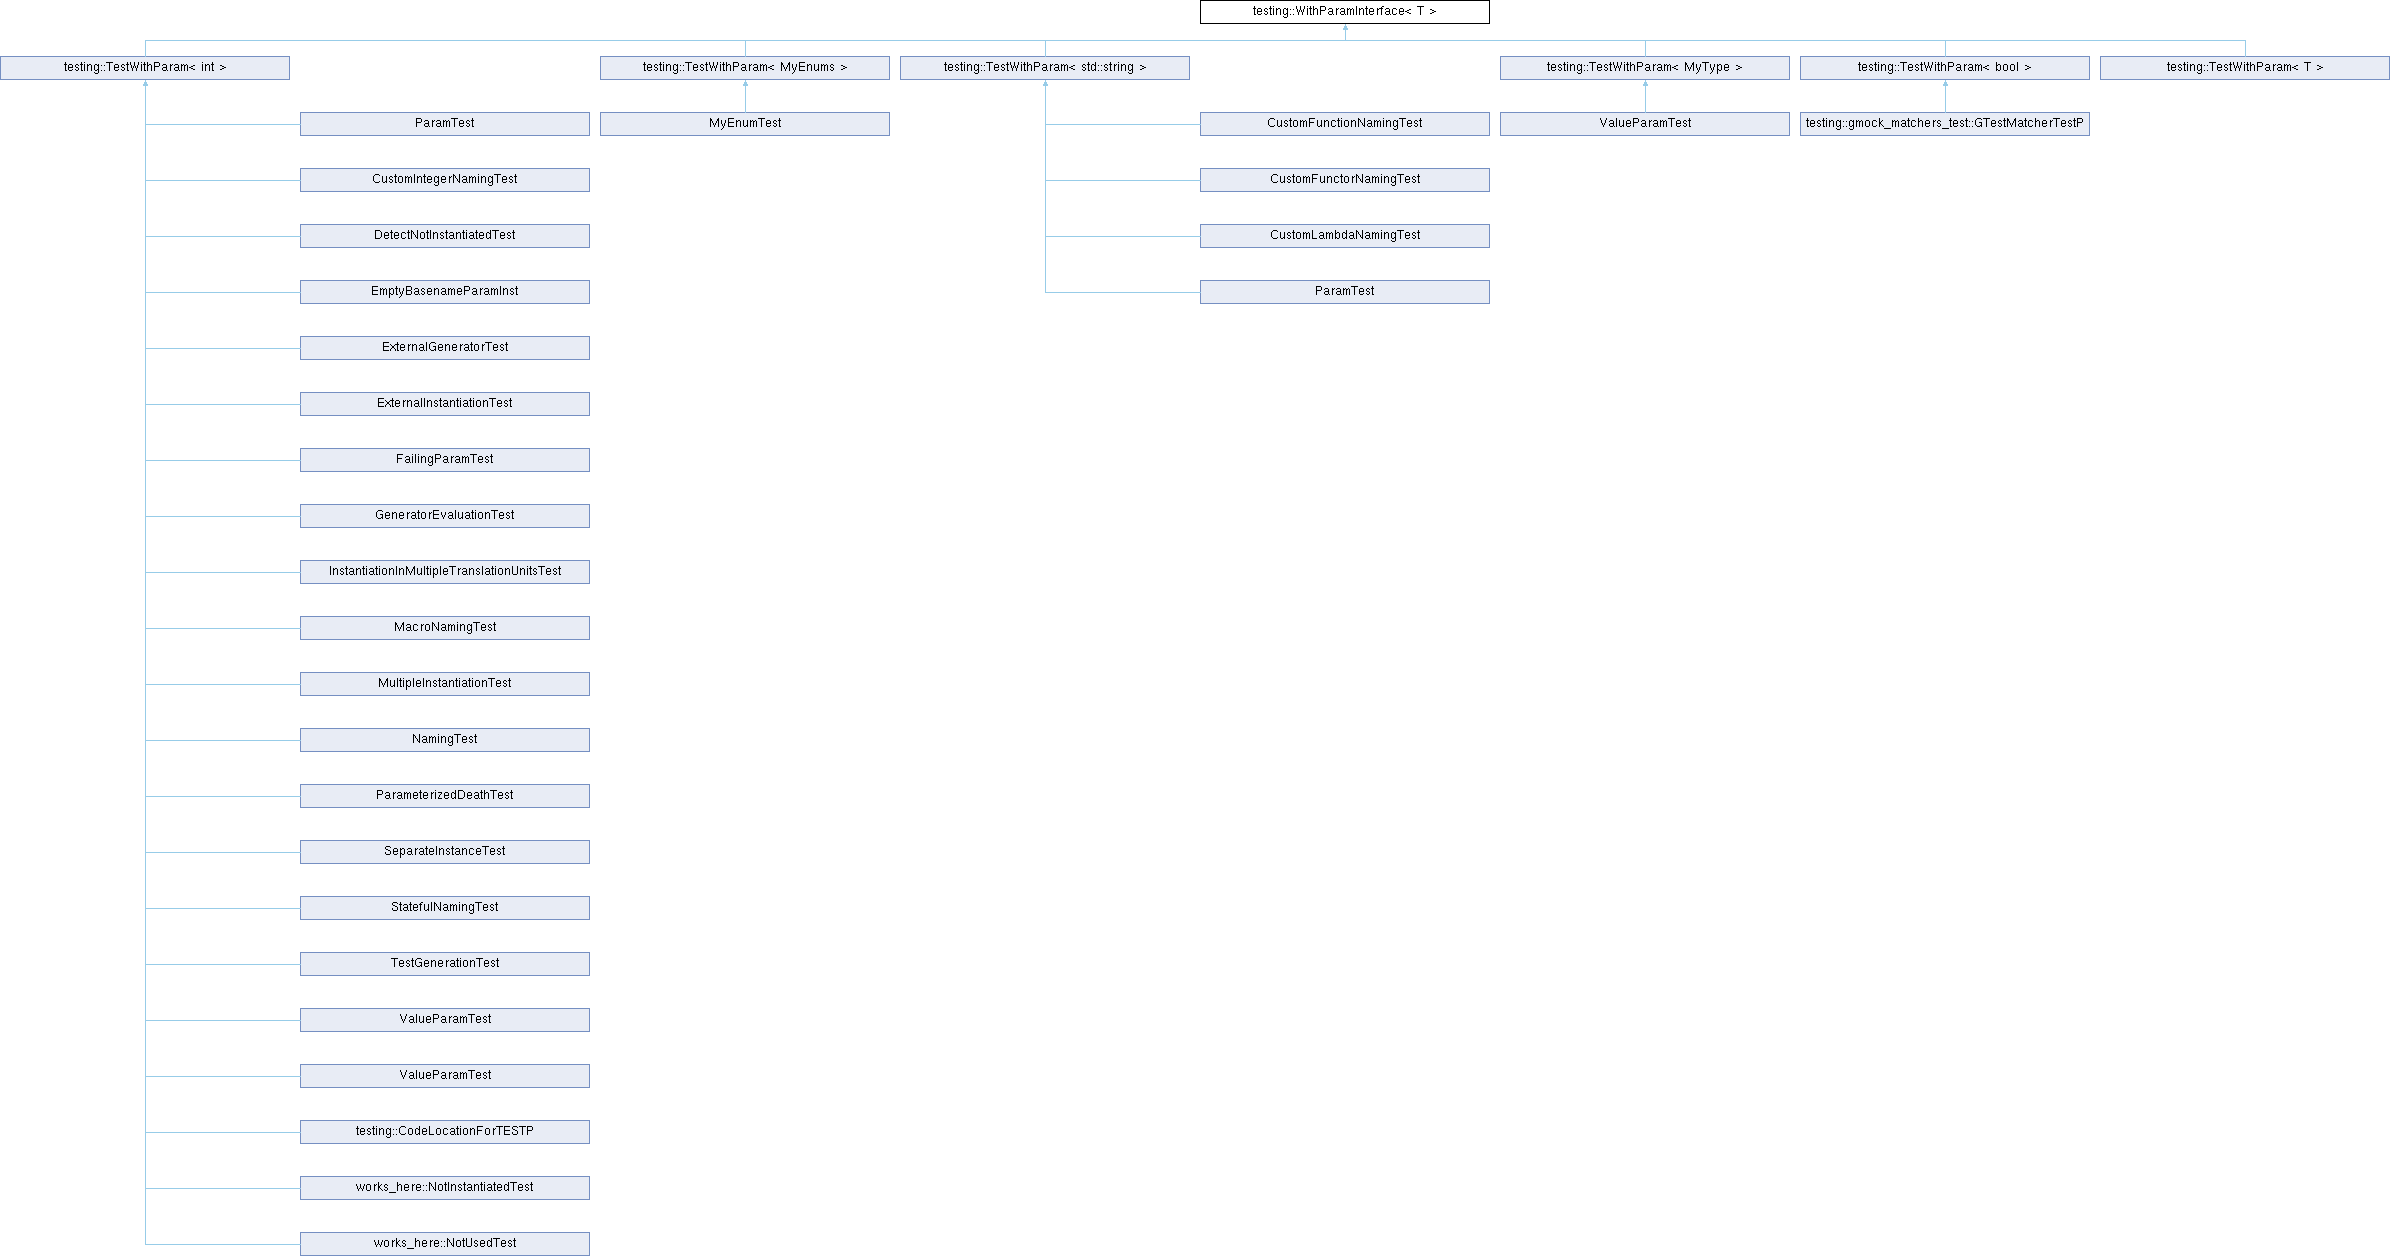 testing::WithParamInterface< T >
testing::TestWithParam< int >
testing::TestWithParam< MyEnums >
testing::TestWithParam< std::string >
testing::TestWithParam< MyType >
testing::TestWithParam< bool >
testing::TestWithParam< T >
ParamTest
MyEnumTest
CustomFunctionNamingTest
ValueParamTest
testing::gmock_matchers_test::GTestMatcherTestP
CustomIntegerNamingTest
CustomFunctorNamingTest
DetectNotInstantiatedTest
CustomLambdaNamingTest
EmptyBasenameParamInst
ParamTest
ExternalGeneratorTest
ExternalInstantiationTest
FailingParamTest
GeneratorEvaluationTest
InstantiationInMultipleTranslationUnitsTest
MacroNamingTest
MultipleInstantiationTest
NamingTest
ParameterizedDeathTest
SeparateInstanceTest
StatefulNamingTest
TestGenerationTest
ValueParamTest
ValueParamTest
testing::CodeLocationForTESTP
works_here::NotInstantiatedTest
works_here::NotUsedTest